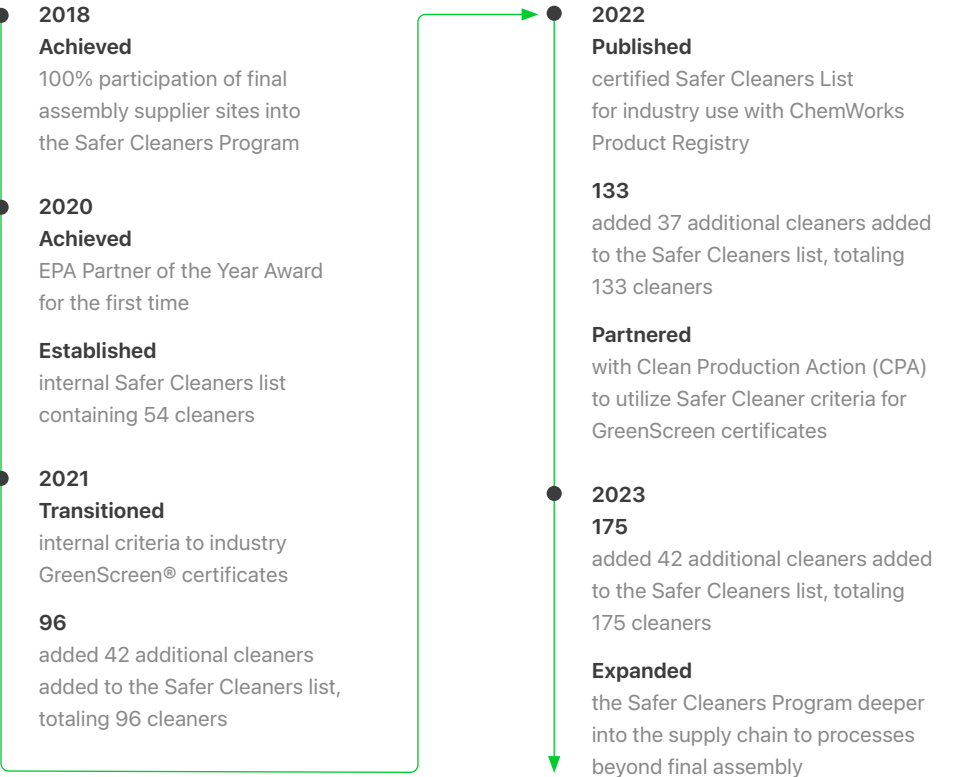 2018
Achieved
100% participation of final
assembly supplier sites into
the Safer Cleaners Program
2020
Achieved
EPA Partner of the Year Award
for the first time
Established
internal Safer Cleaners list
containing 54 cleaners
2021
Transitioned
internal criteria to industry
GreenScreen® certificates
96
added 42 additional cleaners
added to the Safer Cleaners list,
totaling 96 cleaners
2022
Published
certified Safer Cleaners List
for industry use with ChemWorks
Product Registry
133
added 37 additional cleaners added
to the Safer Cleaners list, totaling
133 cleaners
Partnered
with Clean Production Action (CPA)
to utilize Safer Cleaner criteria for
GreenScreen certificates
2023
175
added 42 additional cleaners added
to the Safer Cleaners list, totaling
175 cleaners
Expanded
the Safer Cleaners Program deeper
into the supply chain to processes
beyond final assembly